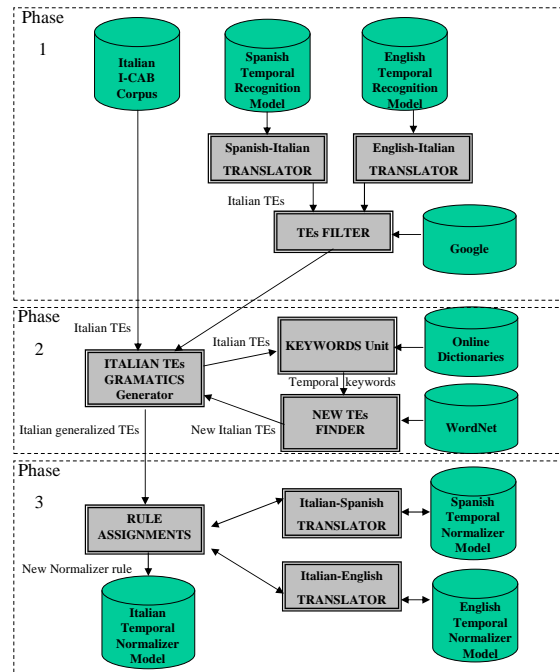 Phase
1
Italian
I-CAB
Corpus
Spanish
Temporal
Recognition
Model
English
Temporal
Recognition
Model
Spanish-Italian
TRANSLATOR
English-Italian
TRANSLATOR
Italian TEs
TEs FILTER
Google
Phase
2
Italian TEs
Italian TEs
ITALIAN TEs
GRAMATICS
Generator
KEYWORDS Unit
Online
Dictionaries
Temporal keywords
NEW TEs
FINDER
WordNet
New Italian TEs
Italian generalized TEs
Phase
3
RULE
ASSIGNMENTS
Italian-Spanish
TRANSLATOR
Spanish
Temporal
Normalizer
Model
New Normalizer rule
Italian
Temporal
Normalizer
Model
Italian-English
TRANSLATOR
English
Temporal
Normalizer
Model